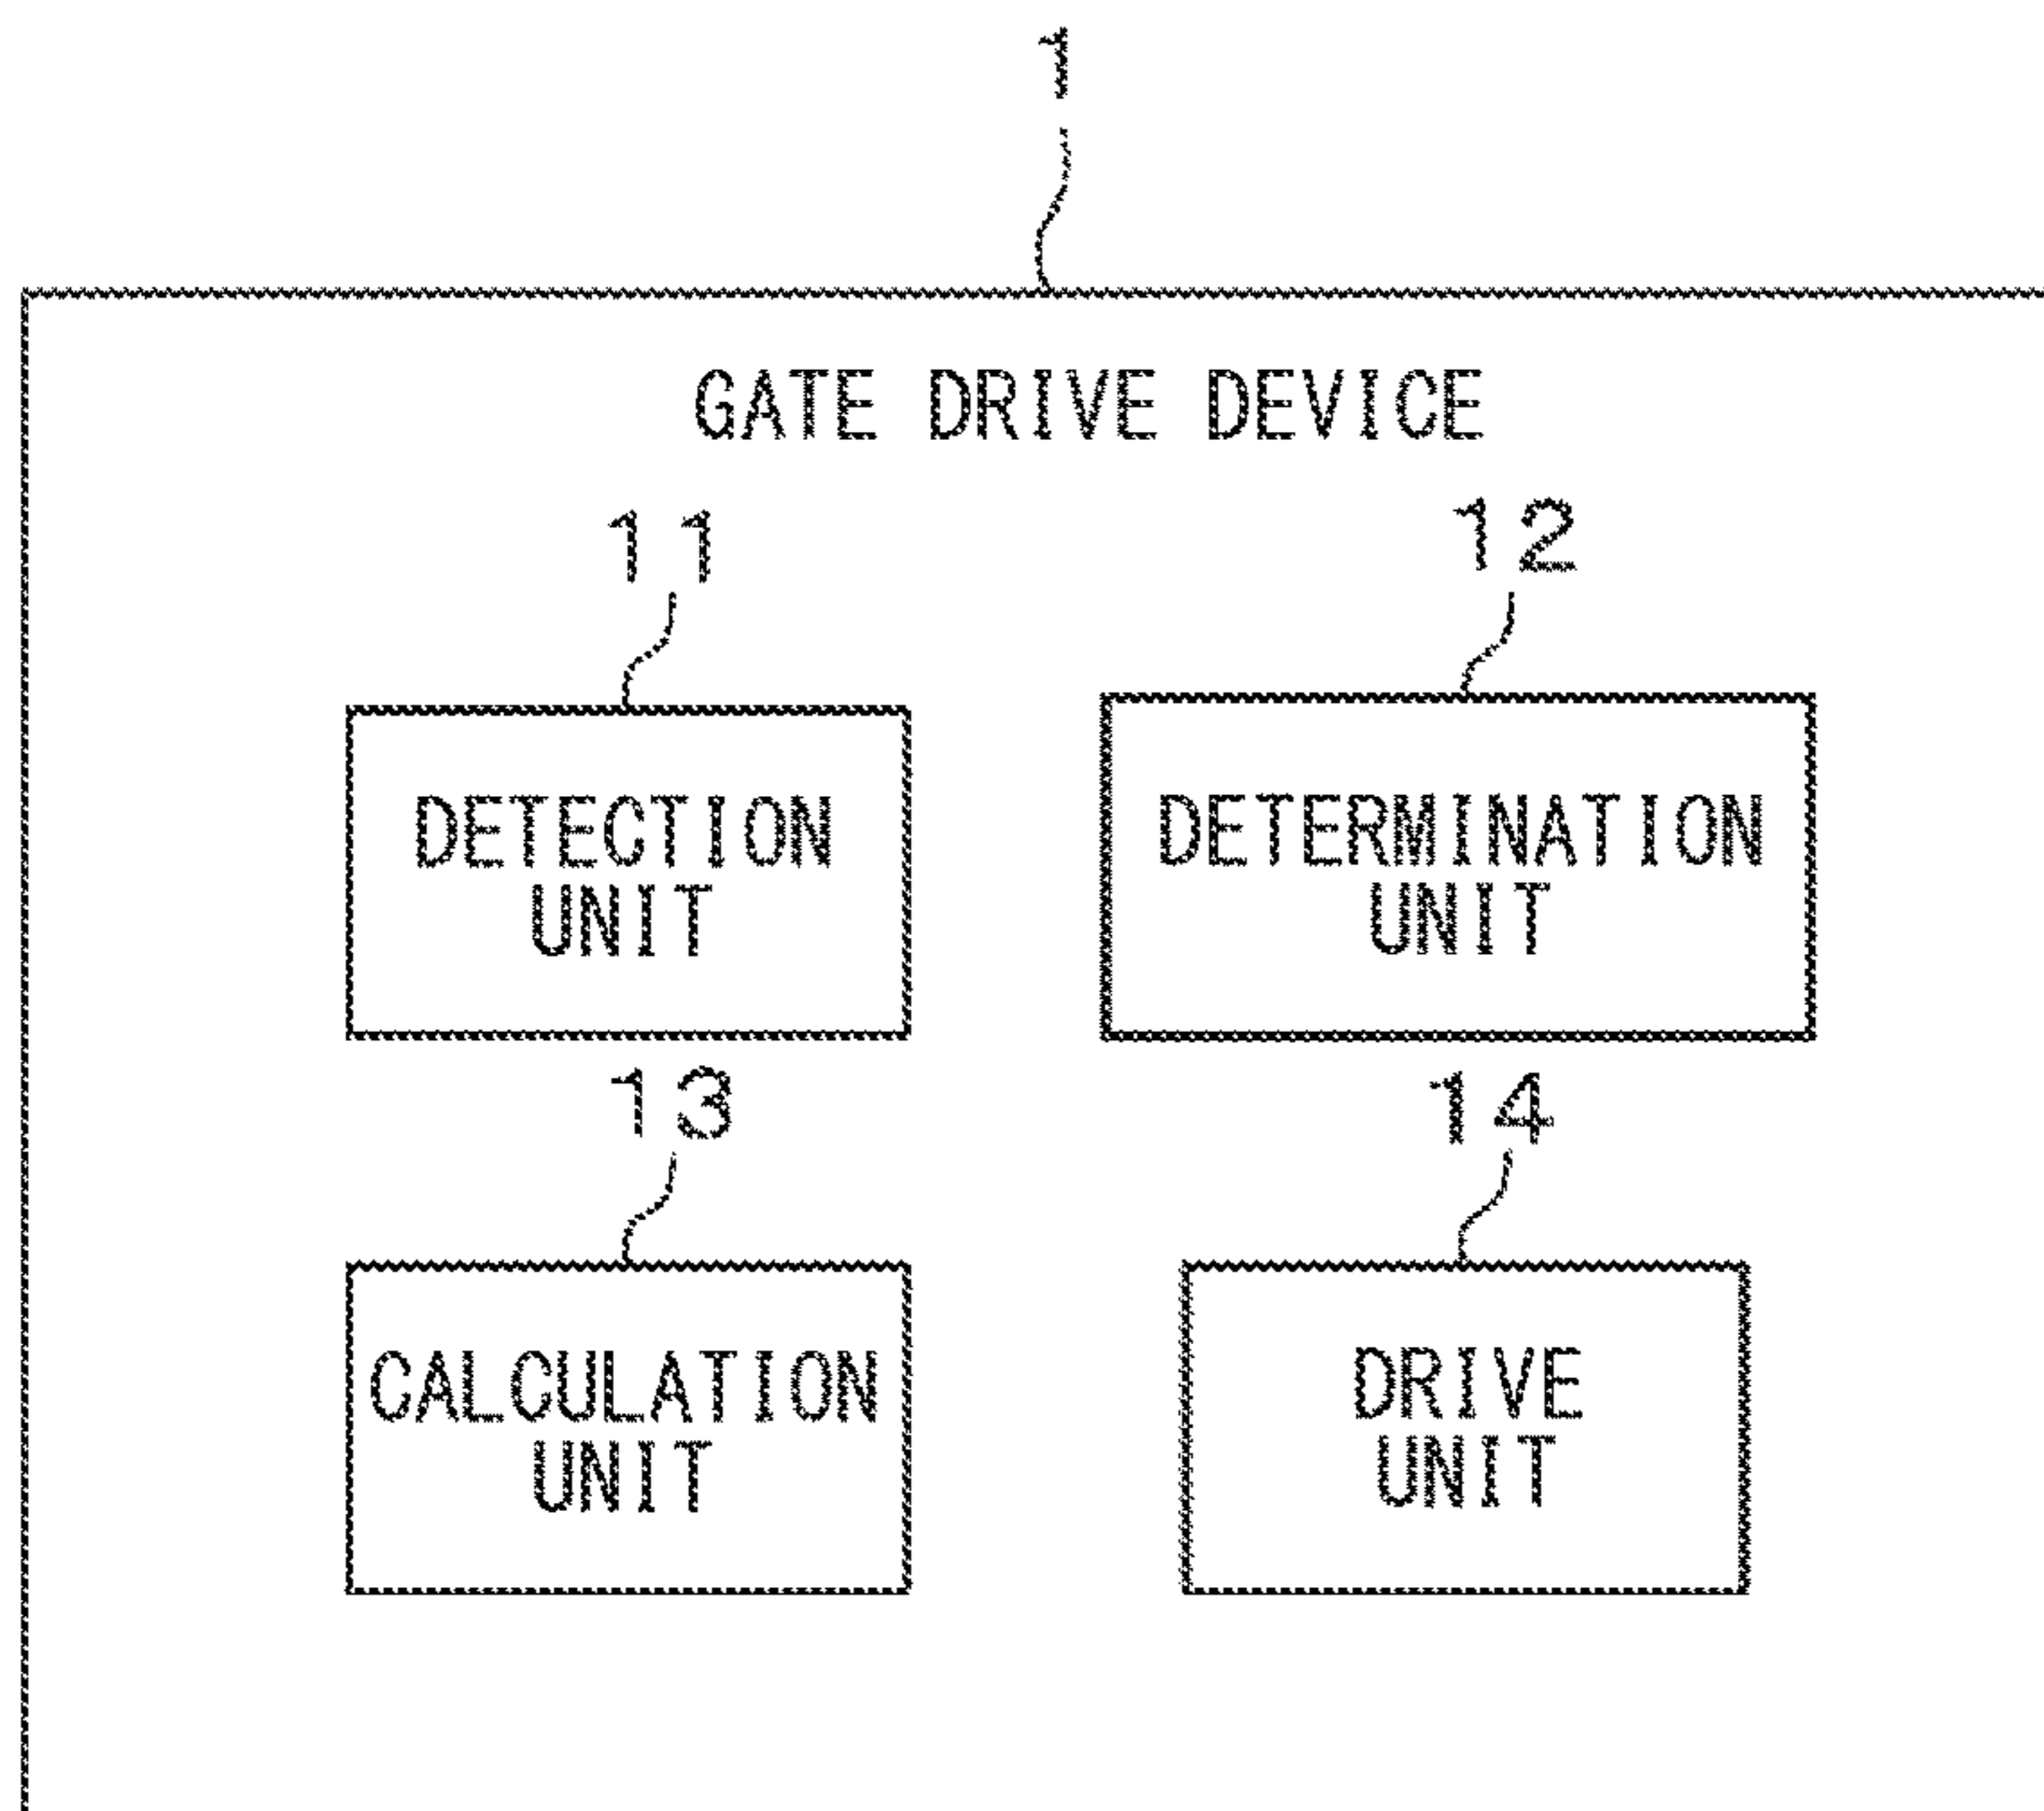 1
GATE DRIVE DEVICE
11
12
DETECTION
UNIT
DETERMINATION
UNIT
13
14
CALCULATION
UNIT
DRIVE
UNIT